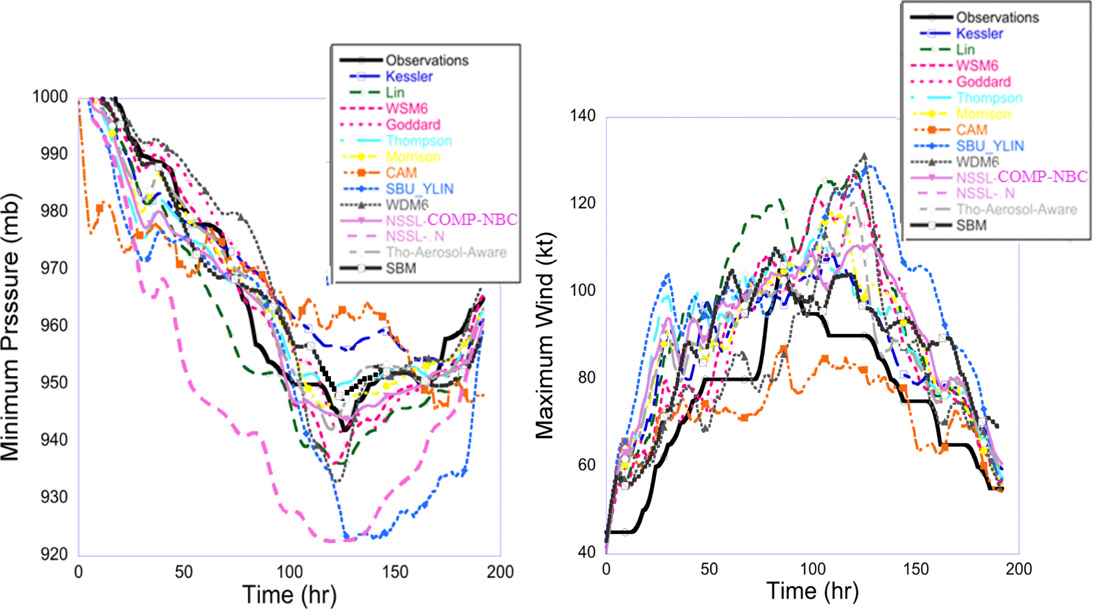 Observations
Kessler
Lin
WSM6
Goddard
Thompson
Morrison
CAM
SBU_YLIN
WDM6
NSSL-COMP-NBC
NSSL-. N
Tho-Aerosol-Aware
SBM
1000
990
980
970
960
950
940
930
920
0
50
100
150
200
Minimum Prsssure (mb)
Time (hr)
Observations
Kessler
Lin
WSM6
Goddard
Thompson
Morrison
CAM
SBU_YLIN
WDM6
NSSL-COMP-NBC
NSSL-. N
Tho-Aerosol-Aware
SBM
140
120
100
80
60
40
0
50
100
150
200
Maximum Wind (kt)
Time (hr)